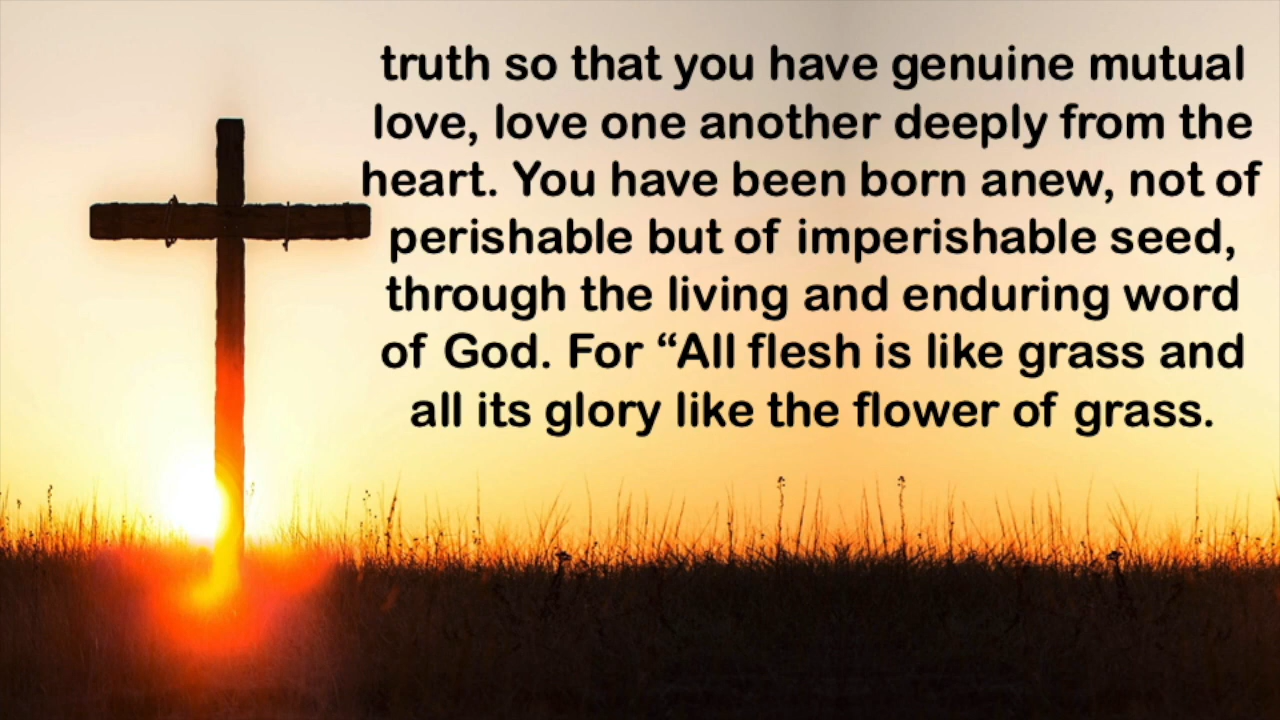 truth so that you have genuine mutual
love, love one another deeply from the
heart. You have been born anew, not of
perishable but of imperishable seed,
through the living and enduring word
of God. For “All flesh is like grass and
all its glory like the flower of grass.